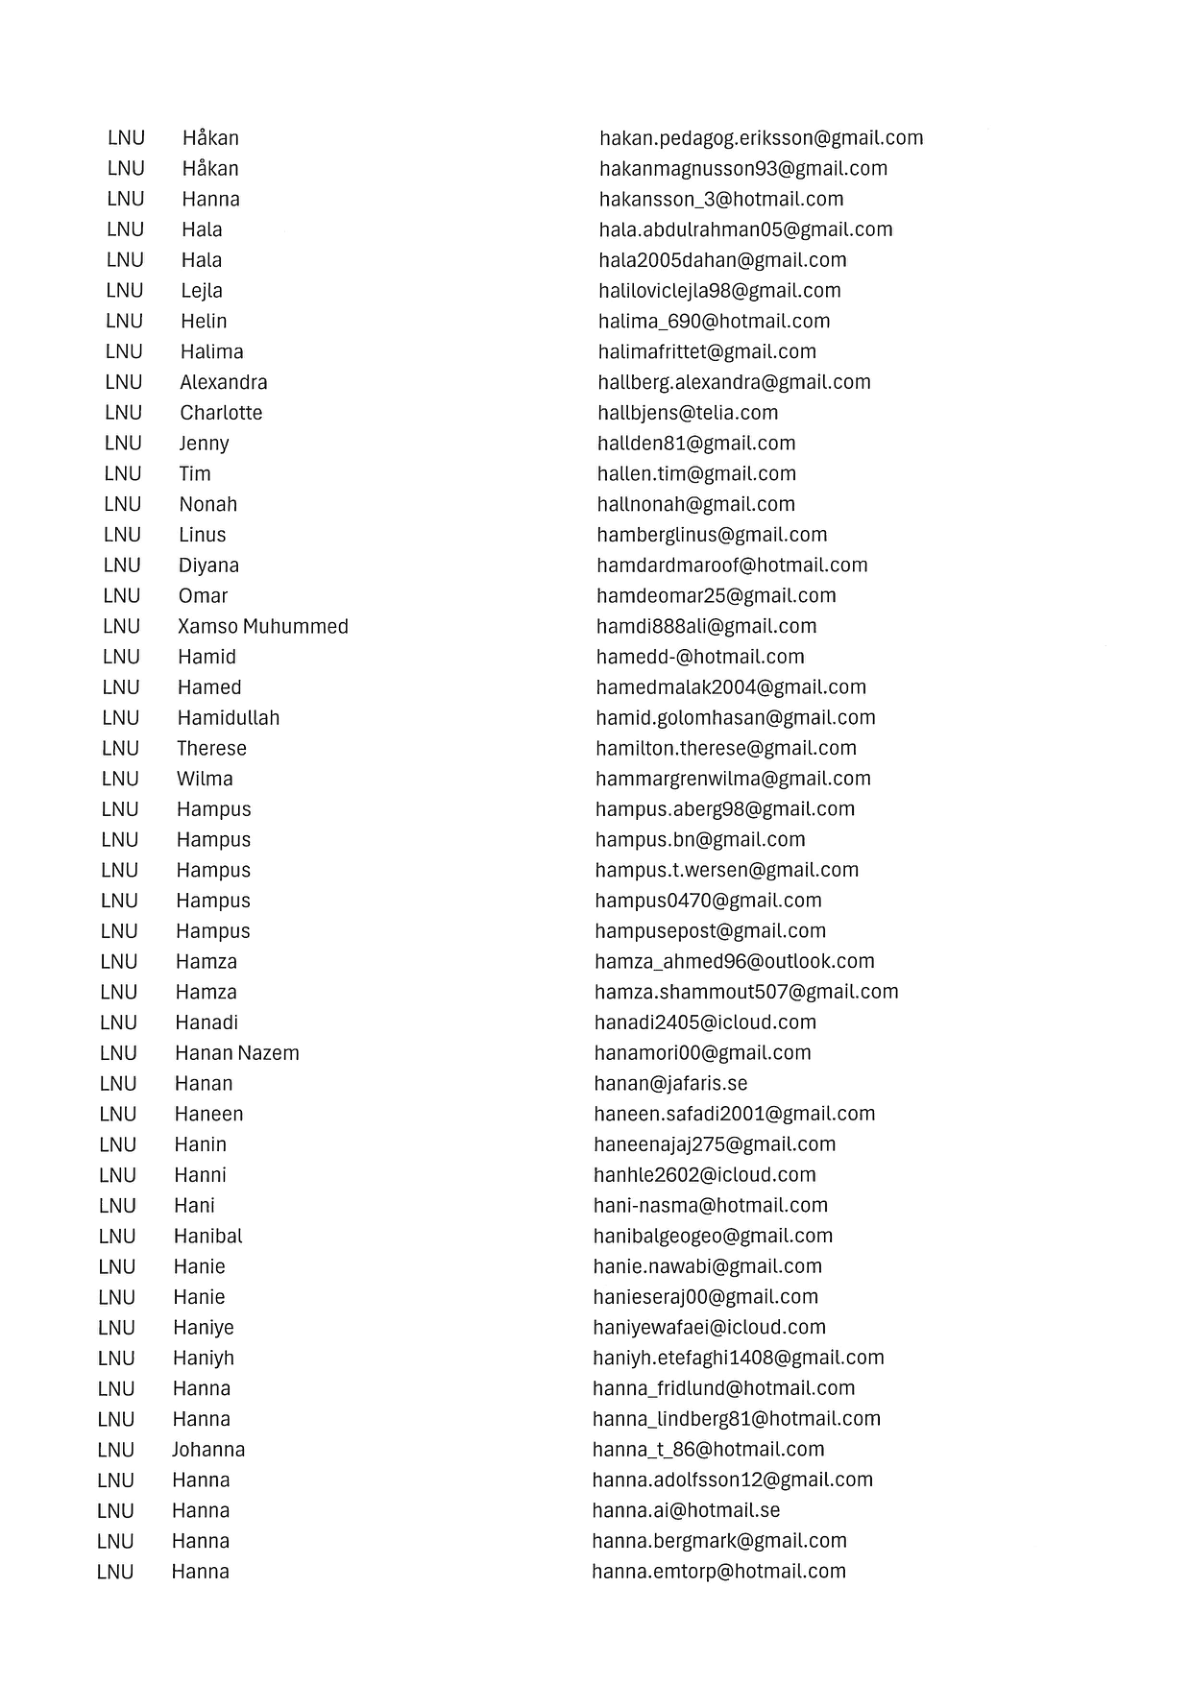 LNU Håkan hakan.pedagog.eriksson@gmail.com
LNU Håkan hakanmagnusson93@gmail.com
LNU Hanna hakansson_3@hotmail.com
LNU Hala hala.abdulrahman05@gmail.com
LNU Hala hala2005dahan@gmail.com
LNU Lejla haliloviclejla98@gmail.com
LNU Helin halima_690@hotmail.com
LNU Halima halimafrittet@gmail.com
LNU Alexandra hallberg.alexandra@gmail.com
LNU Charlotte hallbjens@telia.com
LNU Jenny hallden81@gmail.com
LNU Tim hallen.tim@gmail.com
LNU Nonah hallnonah@gmail.com
LNU Linus hamberglinus@gmail.com
LNU Diyana hamdardmaroof@hotmail.com
LNU Omar hamdeomar25@gmail.com
LNU Xamso Muhummed hamdi888ali@gmail.com
LNU Hamid hamedd-@hotmail.com
LNU Hamed hamedmalak2004@gmail.com
LNU Hamidullah hamid.golomhasan@gmail.com
LNU Therese hamilton.therese@gmail.com
LNU Wilma hammargrenwilma@gmail.com
LNU Hampus hampus.aberg98@gmail.com
LNU Hampus hampus.bn@gmail.com
LNU Hampus hampus.t.wersen@gmail.com
LNU Hampus hampus0470@gmail.com
LNU Hampus hampusepost@gmail.com
LNU Hamza hamza_ahmed96@outlook.com
LNU Hamza hamza.shammout507@gmail.com
LNU Hanadi hanadi2405@icloud.com
LNU Hanan Nazem hanamori00@gmail.com
LNU Hanan hanan@jafaris.se
LNU Haneen haneen.safadi2001@gmail.com
LNU Hanin haneenajaj275@gmail.com
LNU Hanni hanhle2602@icloud.com
LNU Hani hani-nasma@hotmail.com
LNU Hanibal hanibalgeogeo@gmail.com
LNU Hanie hanie.nawabi@gmail.com
LNU Hanie hanieseraj00@gmail.com
LNU Haniye haniyewafaei@icloud.com
LNU Haniyh haniyh.etefaghi1408@gmail.com
LNU Hanna hanna_fridlund@hotmail.com
LNU Hanna hanna_lindberg81@hotmail.com
LNU Johanna hanna_t_86@hotmail.com
LNU Hanna hanna.adolfsson12@gmail.com
LNU Hanna hanna.ai@hotmail.se
LNU Hanna hanna.bergmark@gmail.com
LNU Hanna hanna.emtorp@hotmail.com